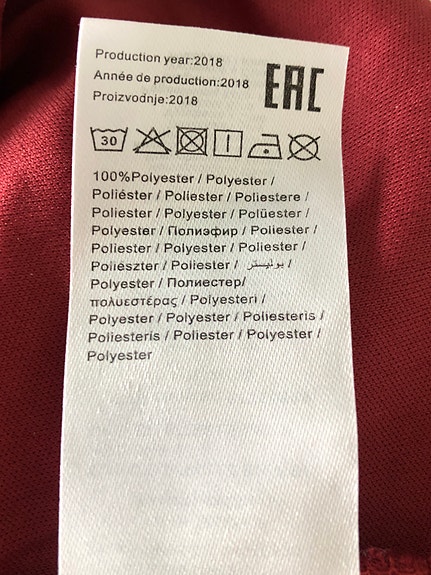 Production year:2018
Année de production:2018
Proizvodnje:2018
EAC
30
100%Polyester / Polyester /
Poliéster / Poliester / Poliestere /
Poliester / Polyester / Polüester /
Polyester / Полиэфир / Poliester /
Poliester / Polyester / Poliester /
Poliészter / Poliester / بوليستر /
Polyester / Полиестер/
πολυεστέρας / Polyesteri /
Polyester / Polyester / Poliesteris /
Poliesteris / Poliester / Polyester /
Polyester